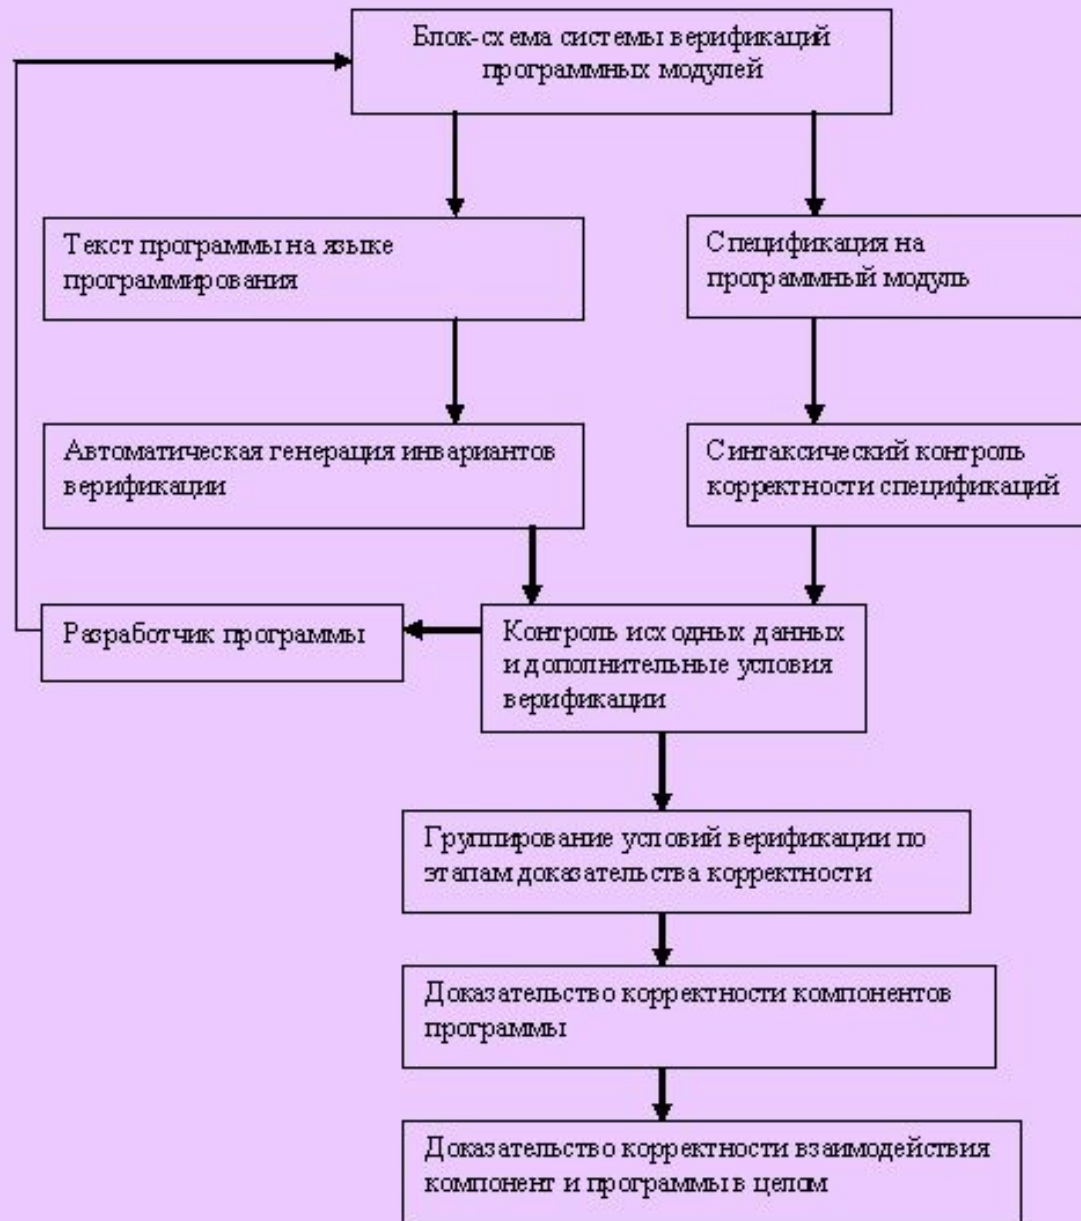 Блок-схема системы верификаций
программных модулей
Текст программы на языке
программирования
Спецификация на
программный модуль
Автоматическая генерация инвариантов
верификации
Синтаксический контроль
корректности спецификаций
Разработчик программы
Контроль исходных данных
и дополнительные условия
верификации
Группирование условий верификации по
этапам доказательства корректности
Доказательство корректности компонентов
программы
Доказательство корректности взаимодействия
компонент и программы в целом